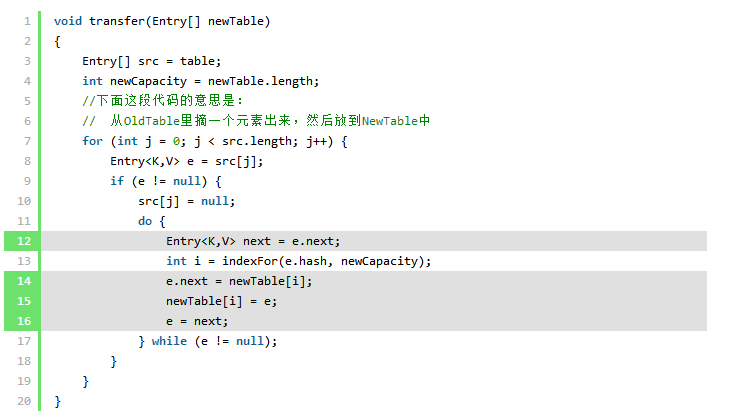 1 void transfer(Entry[] newTable)
2 {
3 Entry[] src = table;
4 int newCapacity = newTable.length;
5 //下面这段代码的意思是：
6 // 从OldTable里摘一个元素出来，然后放到NewTable中
7 for (int j = 0; j < src.length; j++) {
8 Entry<K,V> e = src[j];
9 if (e != null) {
10 src[j] = null;
11 do {
12 Entry<K,V> next = e.next;
13 int i = indexFor(e.hash, newCapacity);
14 e.next = newTable[i];
15 newTable[i] = e;
16 e = next;
17 } while (e != null);
18 }
19 }
20 }